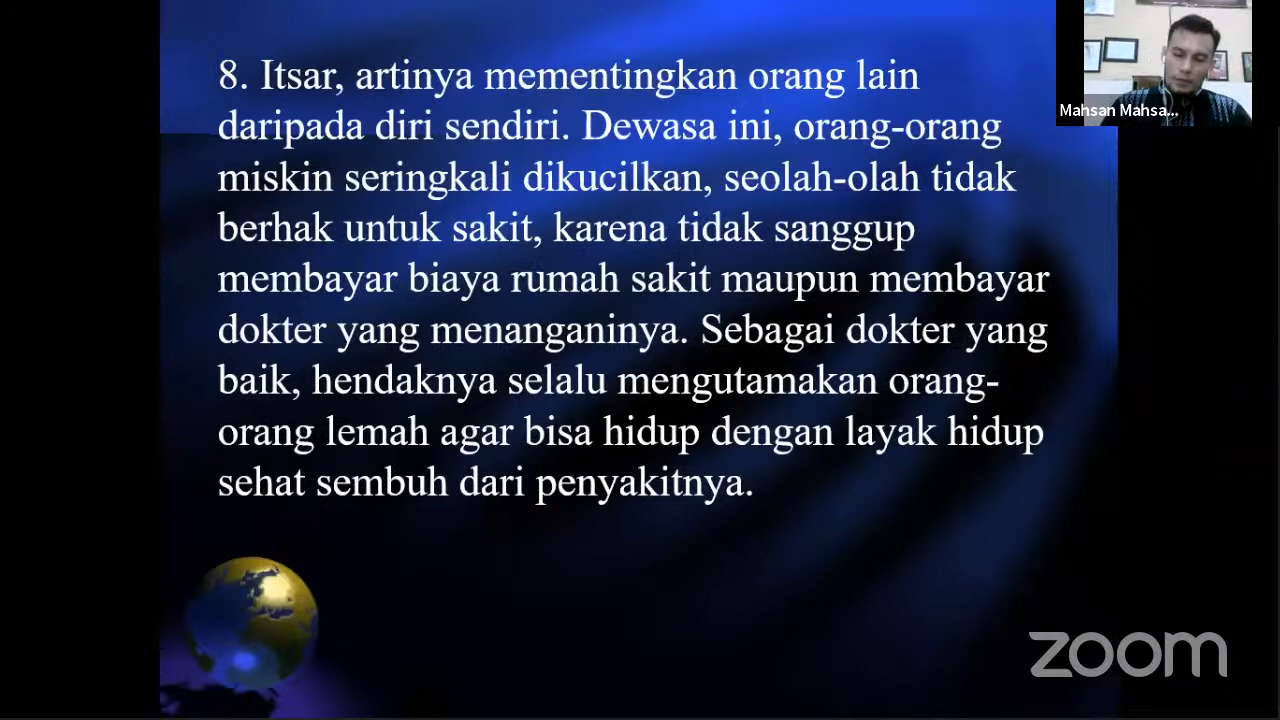 8. Itsar, artinya mementingkan orang lain
daripada diri sendiri. Dewasa ini, orang-orang
miskin seringkali dikucilkan, seolah-olah tidak
berhak untuk sakit, karena tidak sanggup
membayar biaya rumah sakit maupun membayar
dokter yang menanganinya. Sebagai dokter yang
baik, hendaknya selalu mengutamakan orang-
orang lemah agar bisa hidup dengan layak hidup
sehat sembuh dari penyakitnya.
Mahsan Mahsa...
zoom